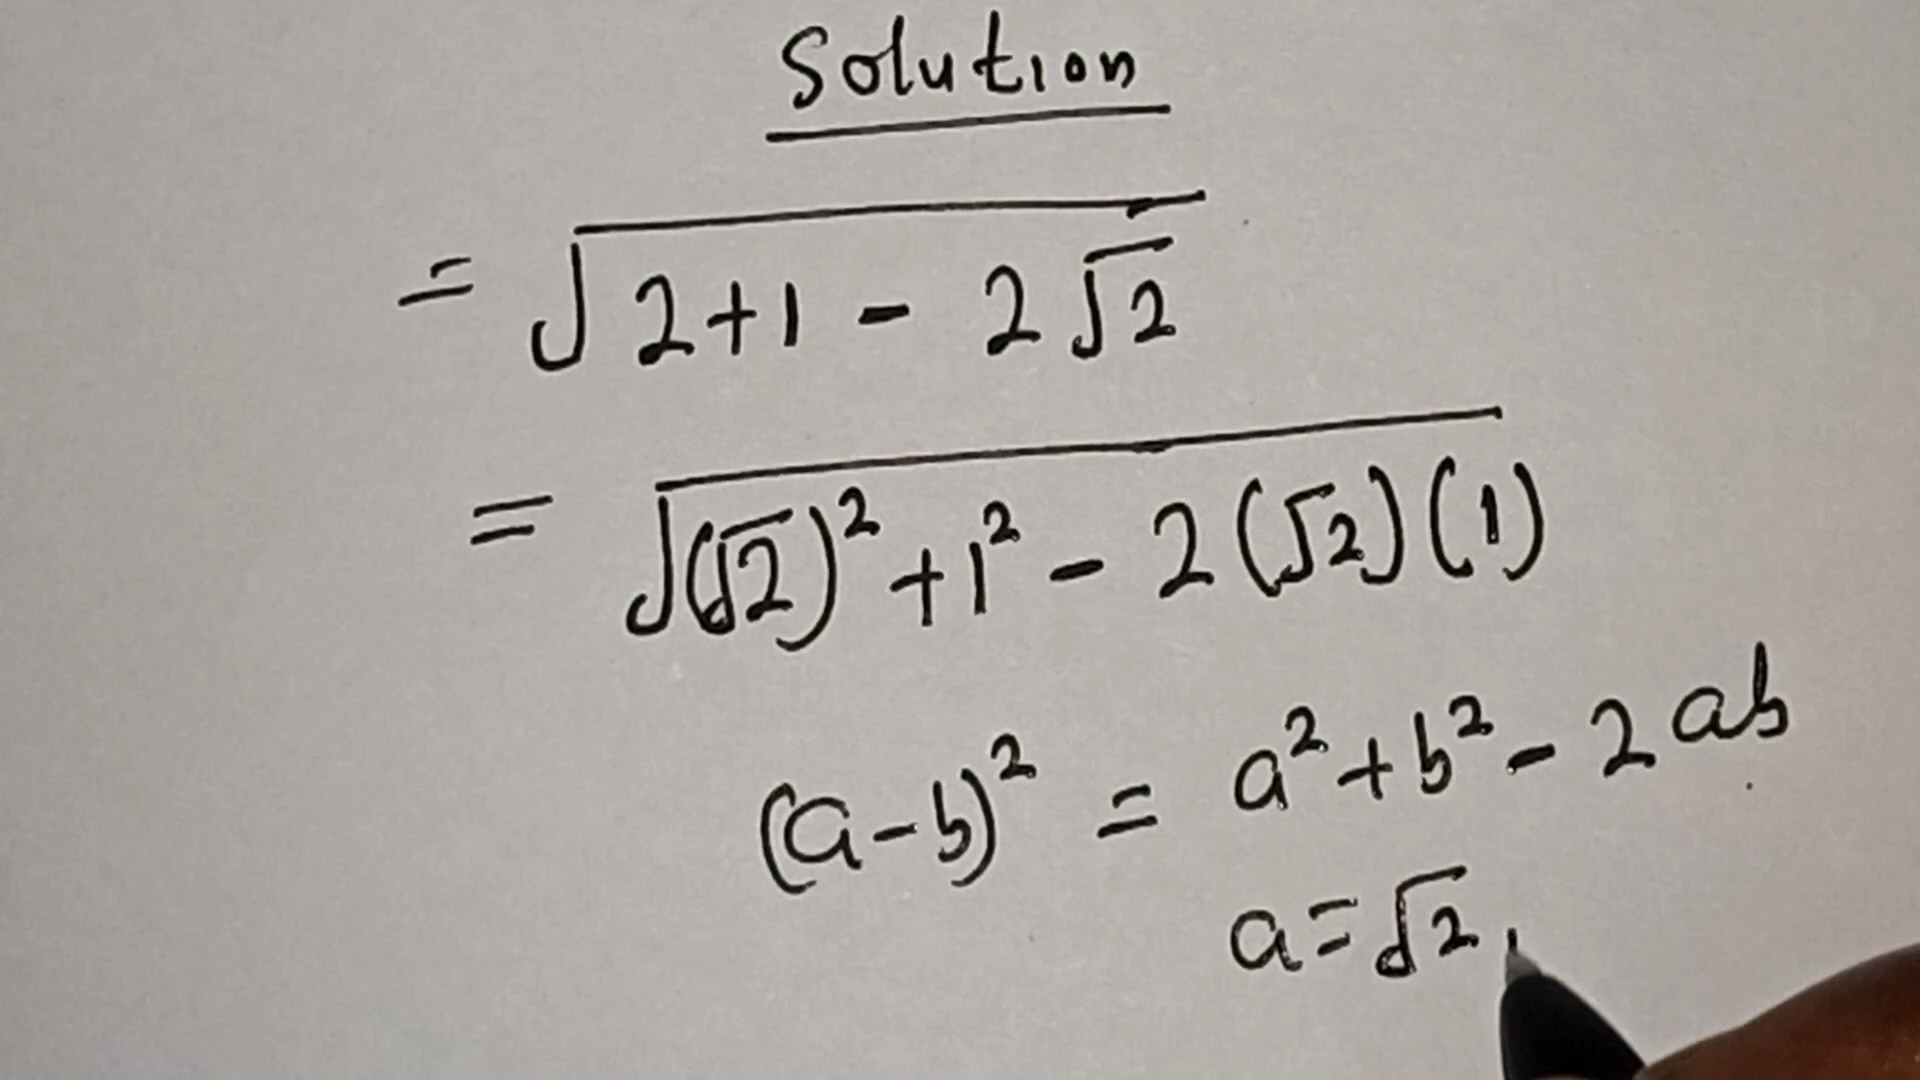 Solution
= √2+1 - 2√2
= √(√2)² + 1² - 2(√2)(1)
(a-b)² = a² + b² - 2ab
a = √2,